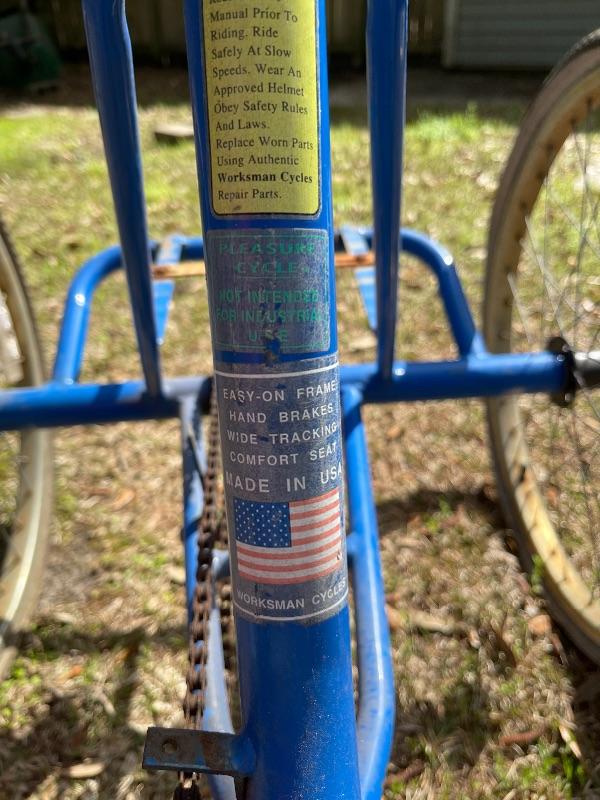 Manual Prior To
Riding. Ride
Safely At Slow
Speeds. Wear An
Approved Helmet
Obey Safety Rules
And Laws.
Replace Worn Parts
Using Authentic
Worksman Cycles
Repair Parts.
PLEASURE
CYCLE
NOT INTENDED
FOR INDUSTRIAL
USE
EASY-ON FRAME
HAND BRAKES
WIDE TRACKING
COMFORT SEAT
MADE IN USA
WORKSMAN CYCLES